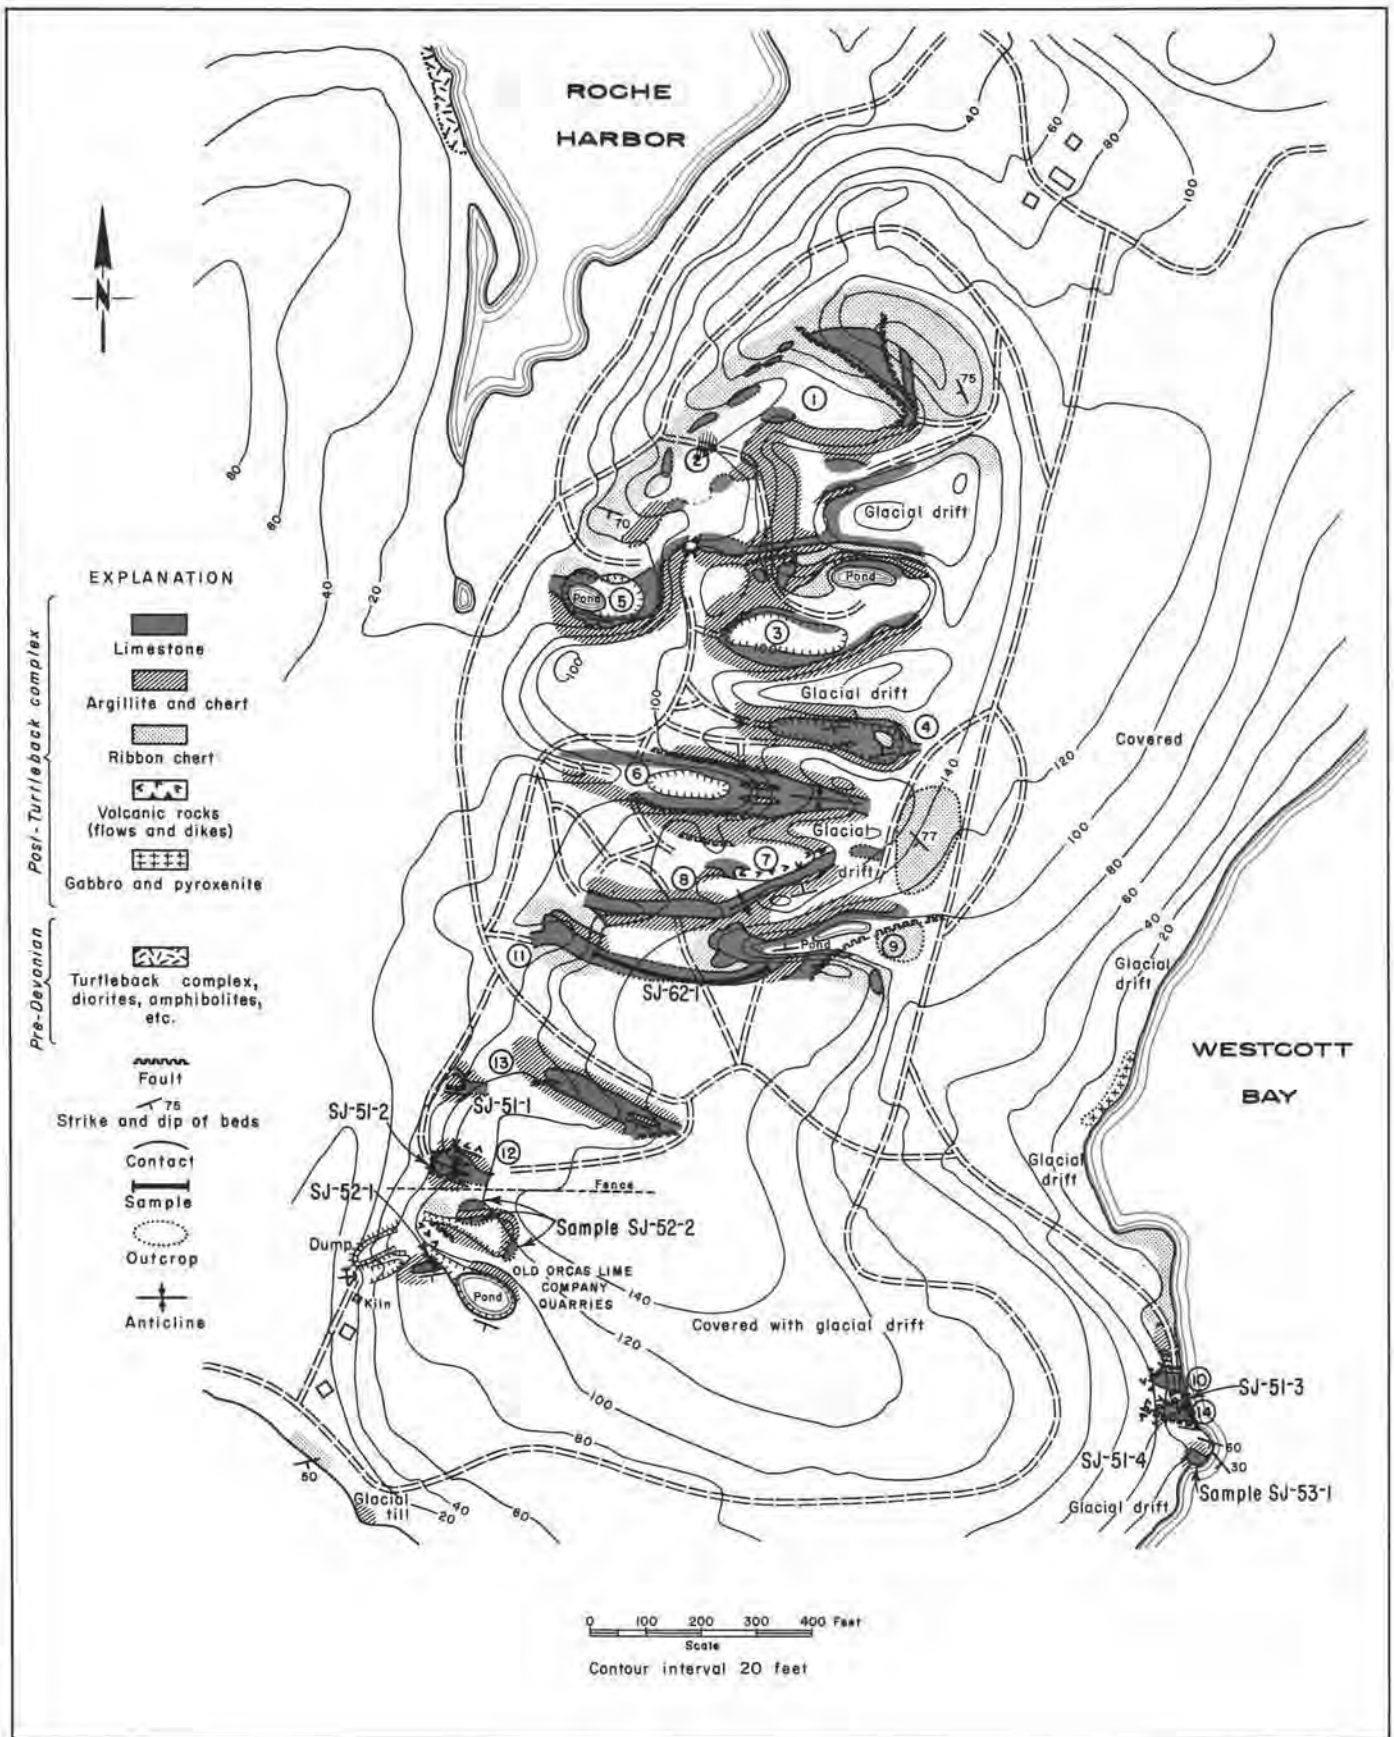 ROCHE
HARBOR
40
60
80
100
N
75
1
2
70
80
60
40
20
Glacial drift
Pond
Pond
5
3
100
100
100
Glacial drift
4
6
140
120
Covered
100
80
60
40
20
Glacial
drift
7
77
8
Pond
9
11
SJ-62-1
Glacial
drift
WESTCOTT
BAY
EXPLANATION
Post-Turtleback complex
Limestone
Argillite and chert
Ribbon chert
Volcanic rocks
(flows and dikes)
Gabbro and pyroxenite
Pre-Devonian
Turtleback complex,
diorites, amphibolites,
etc.
Fault
75
Strike and dip of beds
Contact
Sample
Outcrop
Anticline
13
SJ-51-1
SJ-51-2
12
SJ-52-1
Fence
Sample SJ-52-2
Dump
OLD ORCAS LIME
COMPANY
QUARRIES
Pond
Kiln
140
120
Covered with glacial drift
100
80
Glacial
drift
10
SJ-51-3
14
SJ-51-4
60
30
Sample SJ-53-1
Glacial drift
50
Glacial
till
40
20
60
0 100 200 300 400 Feet
Scale
Contour interval 20 feet